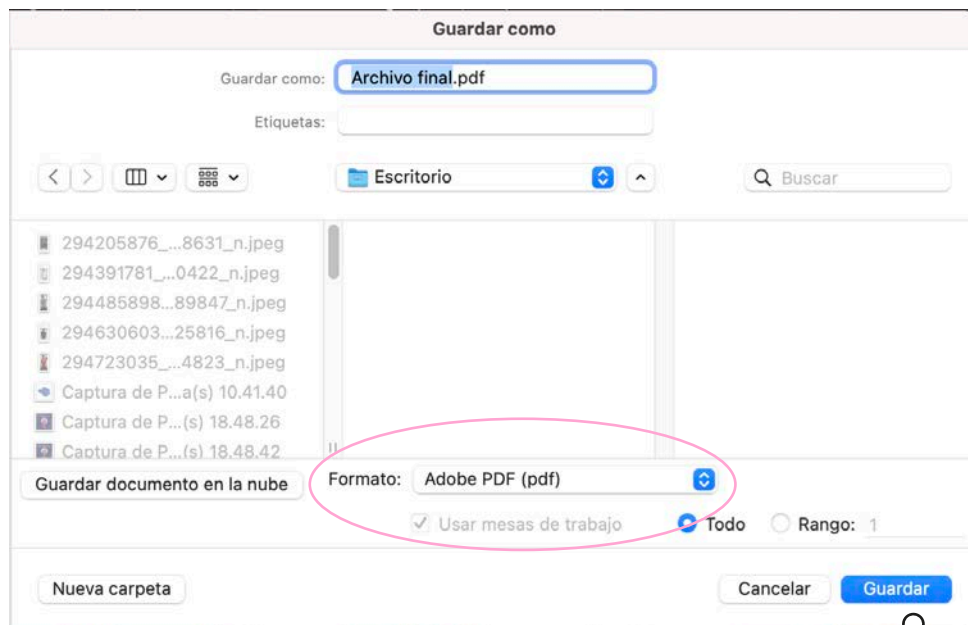 Guardar como
Guardar como: Archivo final.pdf
Etiquetas:
Escritorio
Buscar
294205876_...8631_n.jpeg
294391781_...0422_n.jpeg
294485898...89847_n.jpeg
294630603...25816_n.jpeg
294723035_...4823_n.jpeg
Captura de P...a(s) 10.41.40
Captura de P...(s) 18.48.26
Captura de P...(s) 18.48.42
Guardar documento en la nube
Formato: Adobe PDF (pdf)
Usar mesas de trabajo
Todo
Rango: 1
Nueva carpeta
Cancelar
Guardar